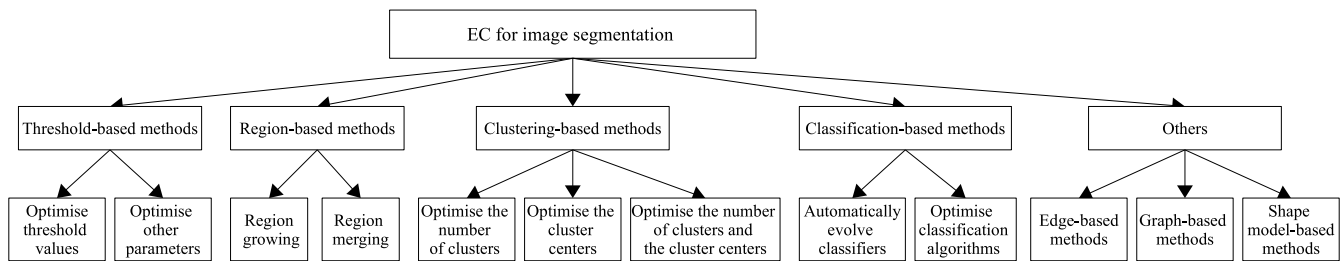 EC for image segmentation
Threshold-based methods
Region-based methods
Clustering-based methods
Classification-based methods
Others
Optimise
threshold
values
Optimise
other
parameters
Region
growing
Region
merging
Optimise the
number
of clusters
Optimise the
cluster
centers
Optimise the number
of clusters and
the cluster centers
Automatically
evolve
classifiers
Optimise
classification
algorithms
Edge-based
methods
Graph-based
methods
Shape
model-based
methods